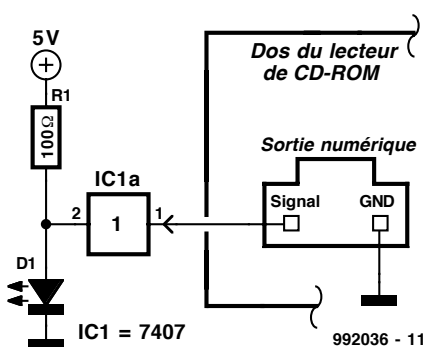 5V
Dos du lecteur
de CD-ROM
R1
100Ω
Sortie numérique
IC1a
Signal
GND
2
1
1
D1
IC1 = 7407
992036 - 11